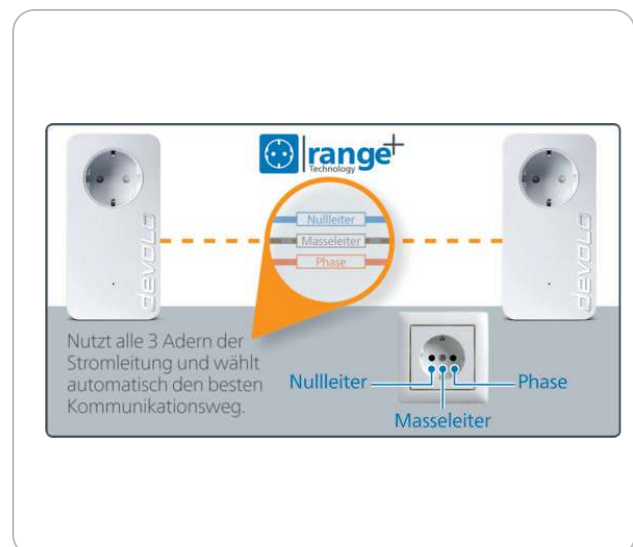 range+
Technology
Nullleiter
Masseleiter
Phase
devolo
devolo
Nutzt alle 3 Adern der
Stromleitung und wählt
automatisch den besten
Kommunikationsweg.
Nullleiter
Phase
Masseleiter